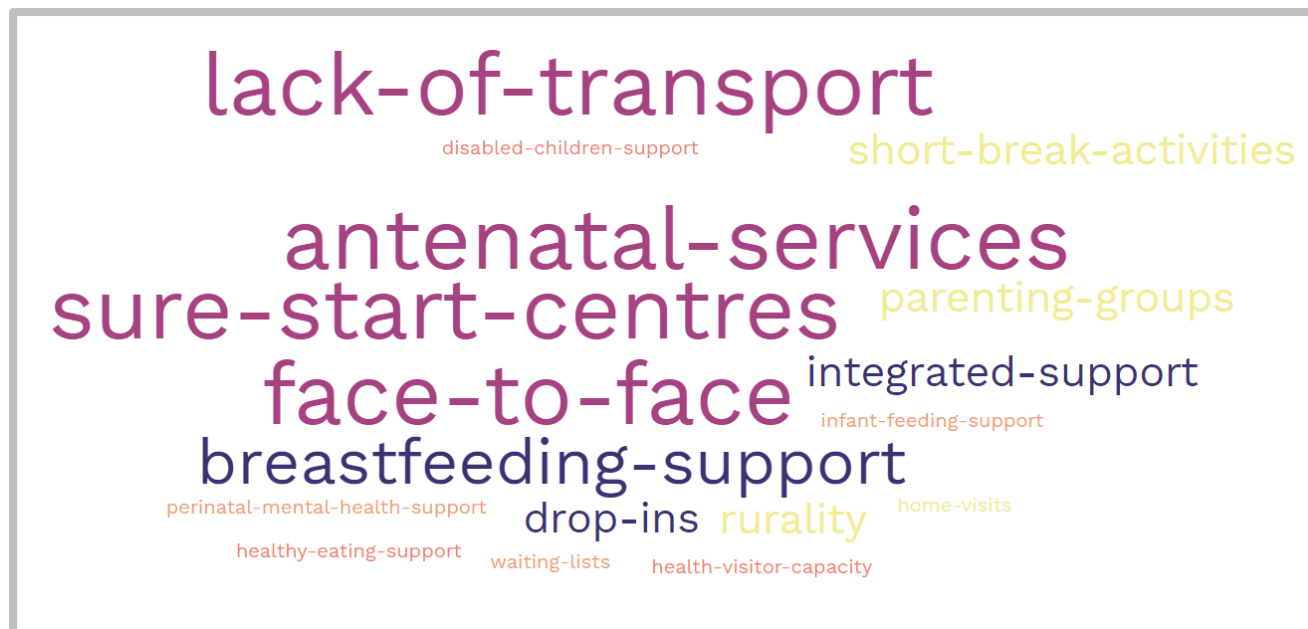 lack-of-transport
disabled-children-support
short-break-activities
antenatal-services
sure-start-centres
parenting-groups
face-to-face
integrated-support
infant-feeding-support
breastfeeding-support
perinatal-mental-health-support
drop-ins
rurality
home-visits
healthy-eating-support
waiting-lists
health-visitor-capacity